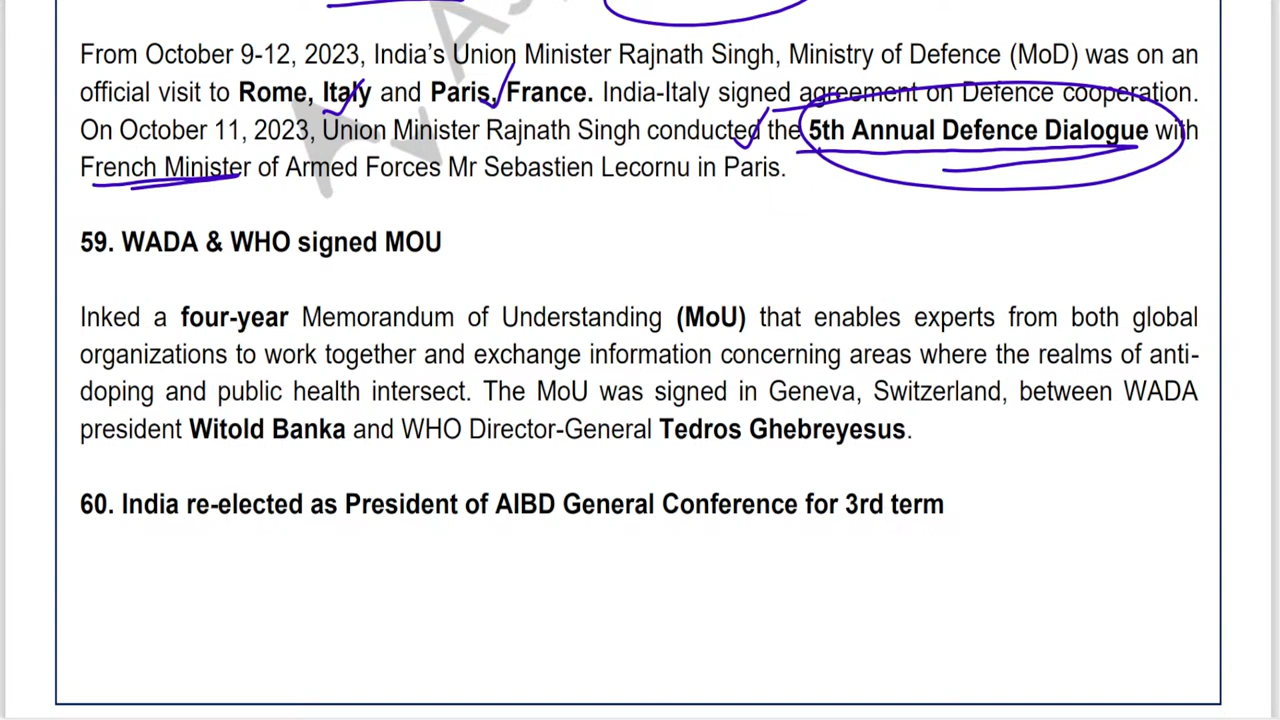 From October 9-12, 2023, India's Union Minister Rajnath Singh, Ministry of Defence (MoD) was on an
official visit to Rome, Italy and Paris, France. India-Italy signed agreement on Defence cooperation.
On October 11, 2023, Union Minister Rajnath Singh conducted the 5th Annual Defence Dialogue with
French Minister of Armed Forces Mr Sebastien Lecornu in Paris.
59. WADA & WHO signed MOU
Inked a four-year Memorandum of Understanding (MoU) that enables experts from both global
organizations to work together and exchange information concerning areas where the realms of anti-
doping and public health intersect. The MoU was signed in Geneva, Switzerland, between WADA
president Witold Banka and WHO Director-General Tedros Ghebreyesus.
60. India re-elected as President of AIBD General Conference for 3rd term